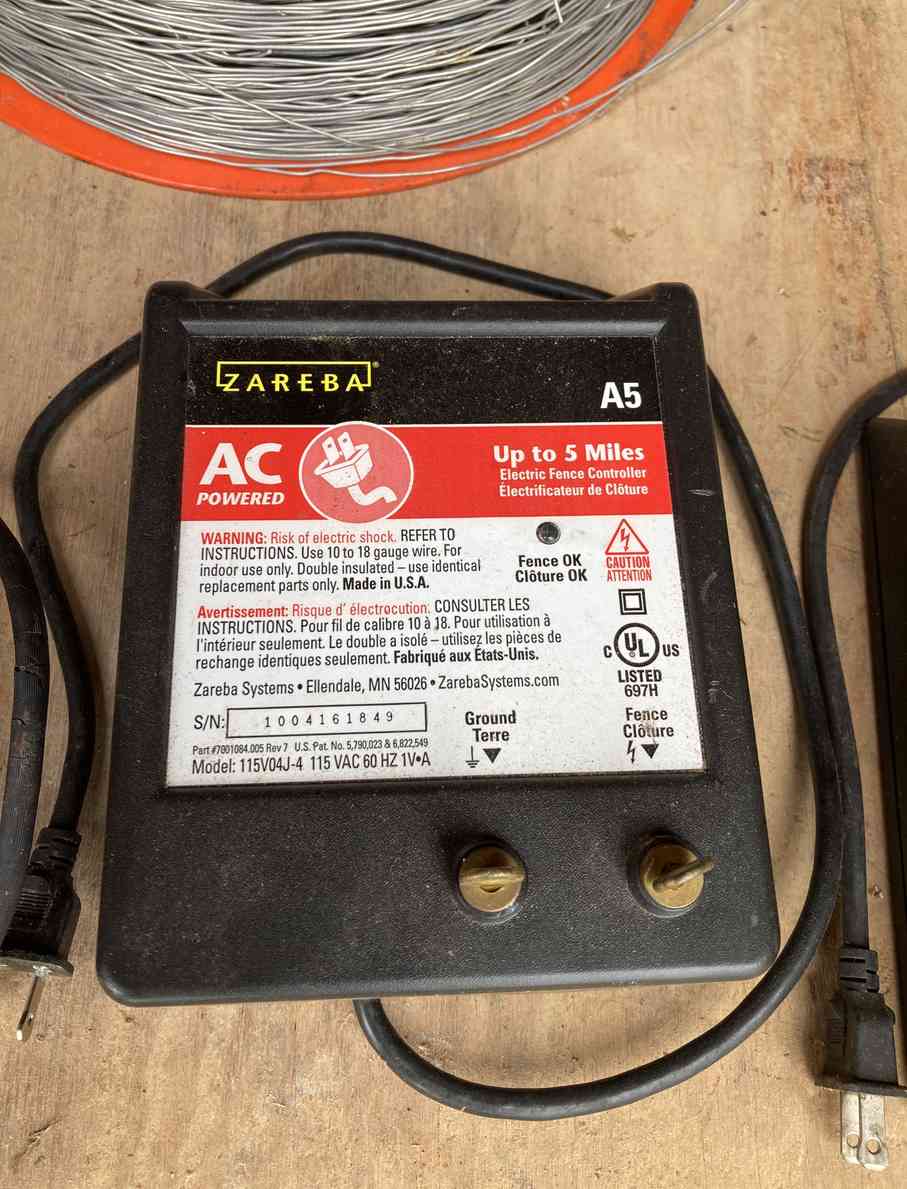 ZAREBA®
A5
AC
POWERED
Up to 5 Miles
Electric Fence Controller
Électrificateur de Clôture
WARNING: Risk of electric shock. REFER TO
INSTRUCTIONS. Use 10 to 18 gauge wire. For
indoor use only. Double insulated – use identical
replacement parts only. Made in U.S.A.
Fence OK
Clôture OK
CAUTION
ATTENTION
Avertissement: Risque d' électrocution. CONSULTER LES
INSTRUCTIONS. Pour fil de calibre 10 à 18. Pour utilisation à
l'intérieur seulement. Le double a isolé – utilisez les pièces de
rechange identiques seulement. Fabriqué aux États-Unis.
C UL US
LISTED
697H
Zareba Systems • Ellendale, MN 56026 • ZarebaSystems.com
S/N: 1004161849
Ground
Terre
Fence
Clôture
Part #7001084.005 Rev 7 U.S. Pat. No. 5,790,023 & 6,822,549
Model: 115V04J-4 115 VAC 60 HZ 1V•A